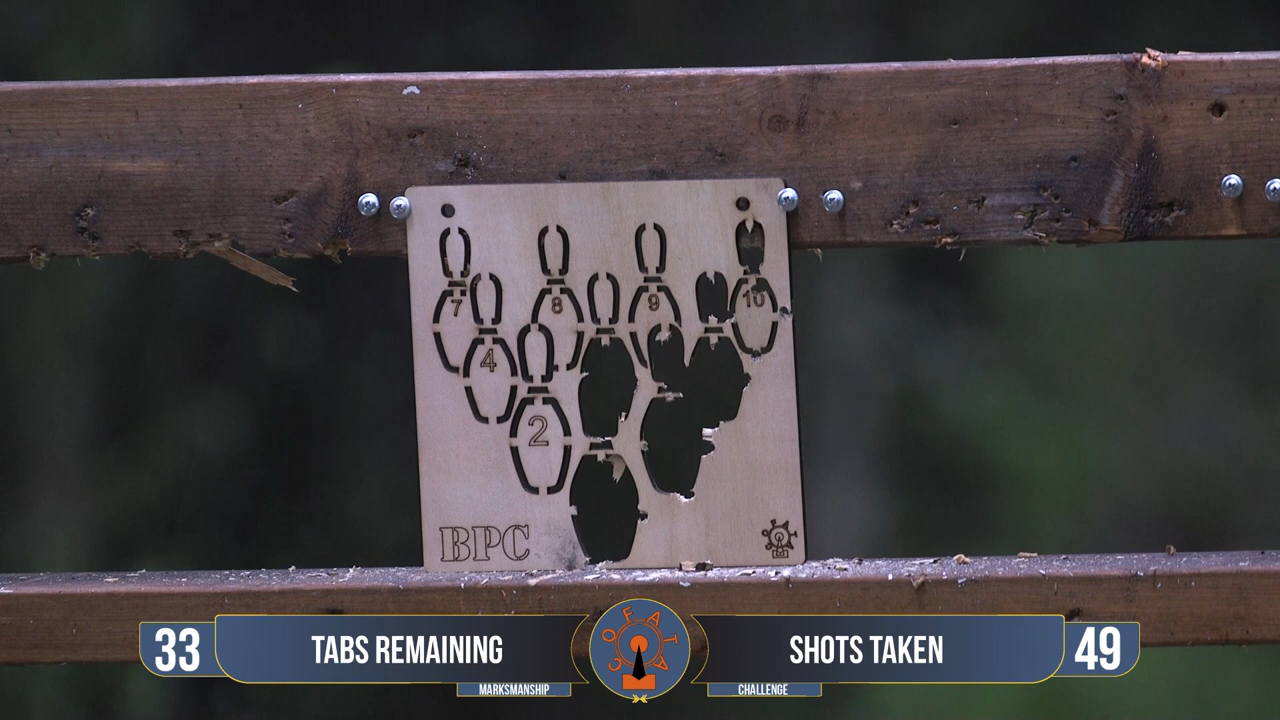 7
8
9
10
4
2
BPC
33
TABS REMAINING
COFATA
SHOTS TAKEN
49
MARKSMANSHIP
CHALLENGE